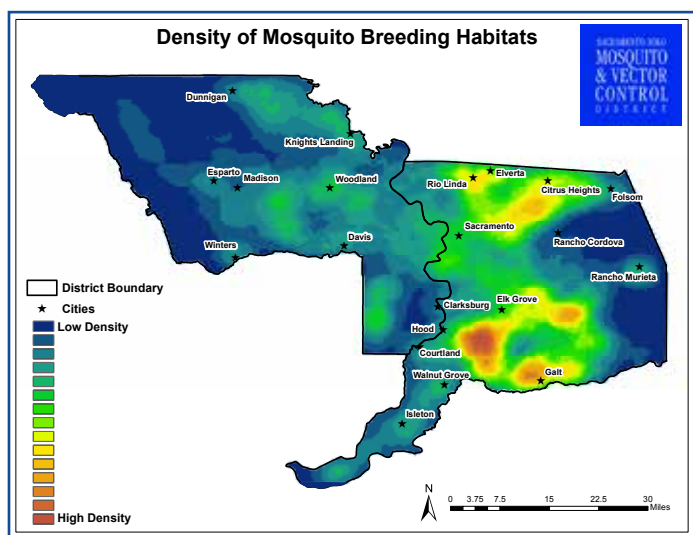 Density of Mosquito Breeding Habitats
SACRAMENTO-YOLO
MOSQUITO
& VECTOR
CONTROL
DISTRICT
Dunnigan
Knights Landing
Esparto
Madison
Woodland
Rio Linda
Elverta
Citrus Heights
Folsom
Winters
Davis
Sacramento
Rancho Cordova
Rancho Murieta
Clarksburg
Elk Grove
Hood
Courtland
Walnut Grove
Galt
Isleton
District Boundary
Cities
Low Density
High Density
N
0 3.75 7.5 15 22.5 30
Miles